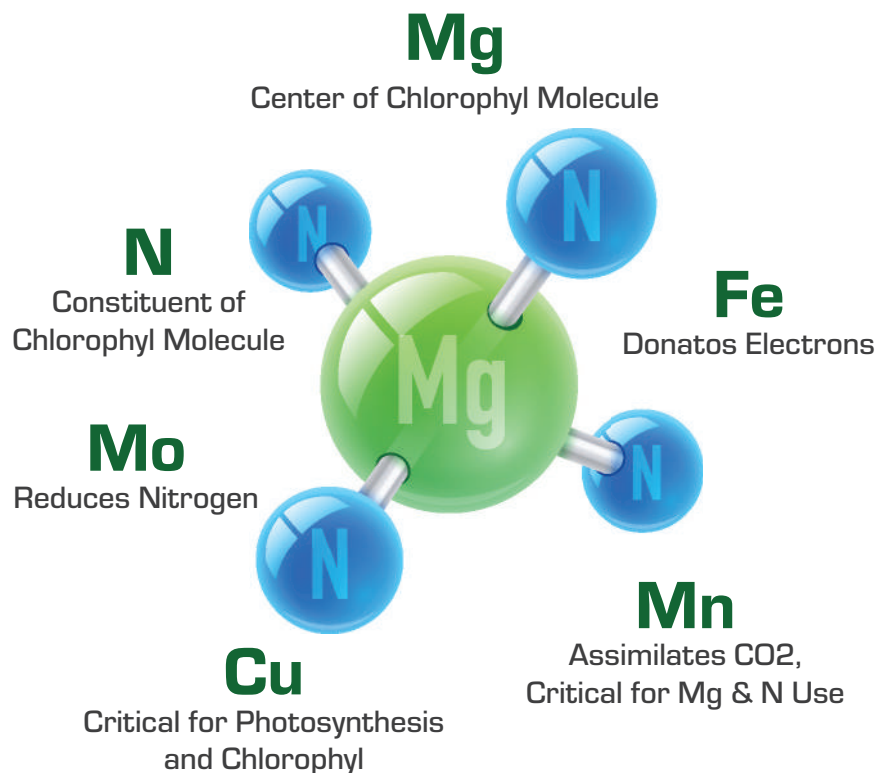 Mg
Center of Chlorophyl Molecule
N
N
N
Constituent of
Chlorophyl Molecule
Fe
Donatos Electrons
Mg
Mo
Reduces Nitrogen
N
N
Mn
Assimilates CO2,
Critical for Mg & N Use
Cu
Critical for Photosynthesis
and Chlorophyl